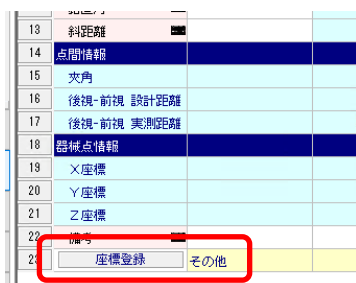 13 斜距離
14 点間情報
15 夾角
16 後視-前視 設計距離
17 後視-前視 実測距離
18 器械点情報
19 X座標
20 Y座標
21 Z座標
22 備考
23 座標登録 その他